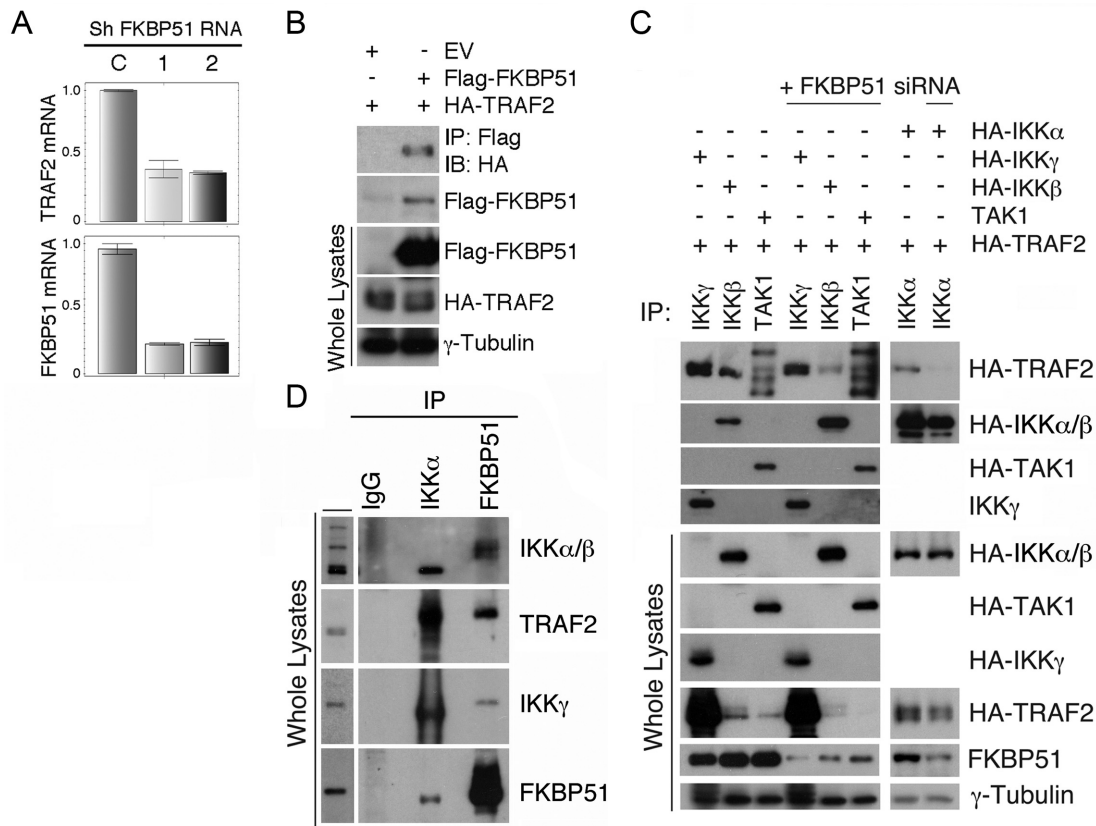 A
Sh FKBP51 RNA
C 1 2
TRAF2 mRNA
1.0
0.5
0
FKBP51 mRNA
1.0
0.5
0
B
+ - EV
- + Flag-FKBP51
+ + HA-TRAF2
IP: Flag
IB: HA
Flag-FKBP51
Whole Lysates
Flag-FKBP51
HA-TRAF2
γ-Tubulin
C
+ FKBP51 siRNA
- - - - - - + + HA-IKKα
+ - - + - - - - HA-IKKγ
- + - - + - - - HA-IKKβ
- - + - - + - - TAK1
+ + + + + + + + HA-TRAF2
IP: IKKγ IKKβ TAK1 IKKγ IKKβ TAK1 IKKα IKKα
HA-TRAF2
HA-IKKα/β
HA-TAK1
IKKγ
Whole Lysates
HA-IKKα/β
HA-TAK1
HA-IKKγ
HA-TRAF2
FKBP51
γ-Tubulin
D
IP
IgG IKKα FKBP51
Whole Lysates
IKKα/β
TRAF2
IKKγ
FKBP51